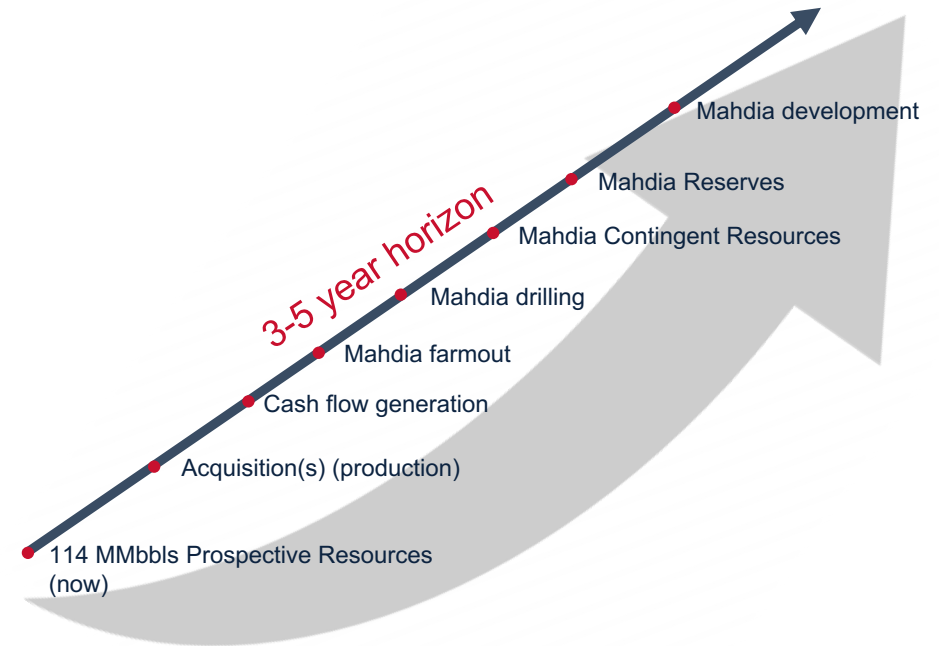 Mahdia development
Mahdia Reserves
Mahdia Contingent Resources
3-5 year horizon
Mahdia drilling
Mahdia farmout
Cash flow generation
Acquisition(s) (production)
114 MMbbls Prospective Resources
(now)